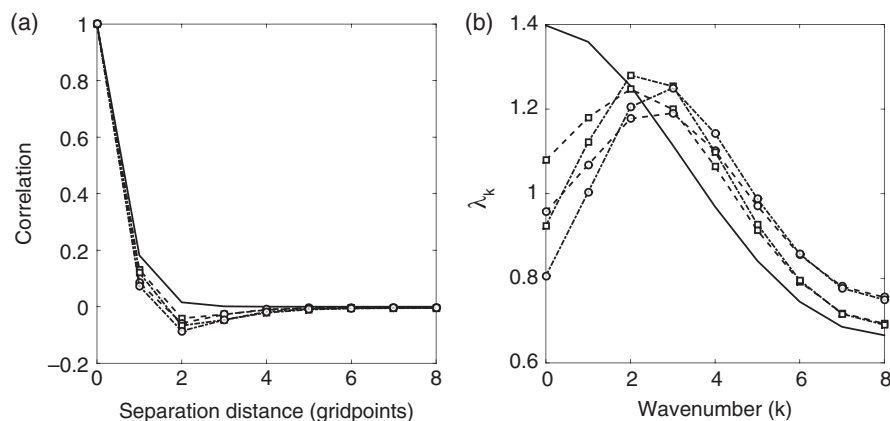 (a)
1
0.8
0.6
0.4
0.2
0
−0.2
Correlation
0 2 4 6 8
Separation distance (gridpoints)
(b)
1.4
1.2
1
0.8
0.6
λk
0 2 4 6 8
Wavenumber (k)